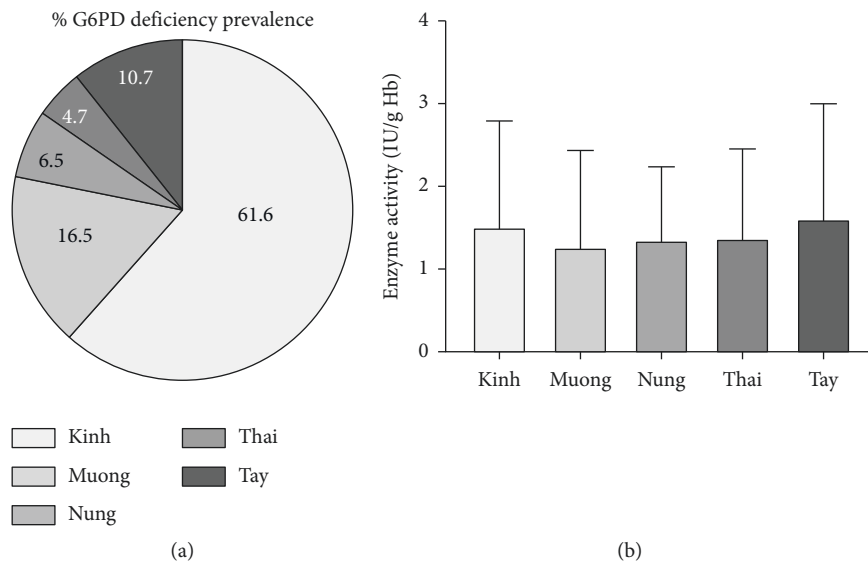 % G6PD deficiency prevalence
10.7
4.7
6.5
16.5
61.6
Kinh
Muong
Nung
Thai
Tay
(a)
Enzyme activity (IU/g Hb)
4
3
2
1
0
Kinh Muong Nung Thai Tay
(b)